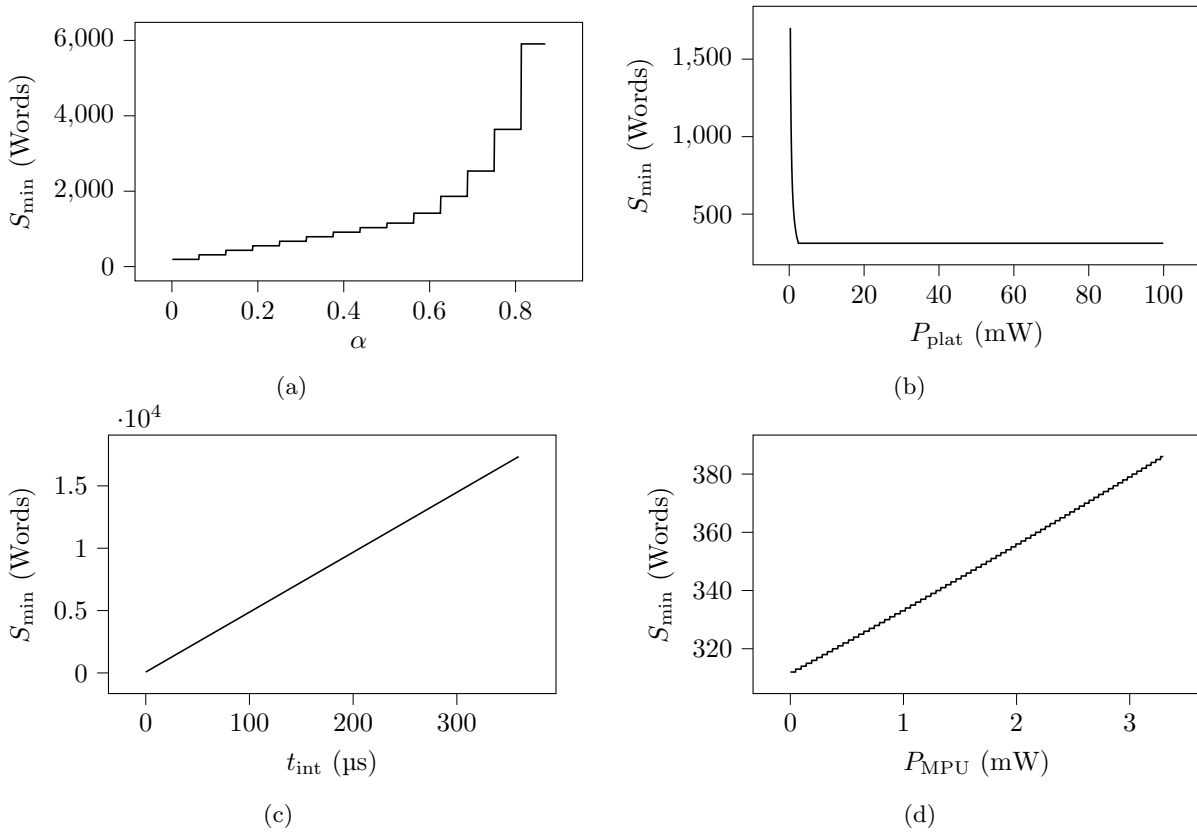 6,000
4,000
2,000
0
S_min (Words)
0 0.2 0.4 0.6 0.8
α
(a)
1,500
1,000
500
S_min (Words)
0 20 40 60 80 100
P_plat (mW)
(b)
·10^4
1.5
1
0.5
0
S_min (Words)
0 100 200 300
t_int (µs)
(c)
380
360
340
320
S_min (Words)
0 1 2 3
P_MPU (mW)
(d)